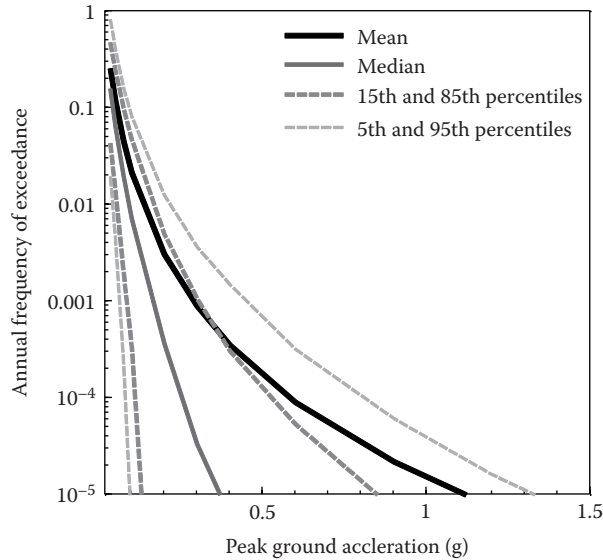 1
0.1
0.01
0.001
10⁻⁴
10⁻⁵
Annual frequency of exceedance
Mean
Median
15th and 85th percentiles
5th and 95th percentiles
0.5
1
1.5
Peak ground accleration (g)